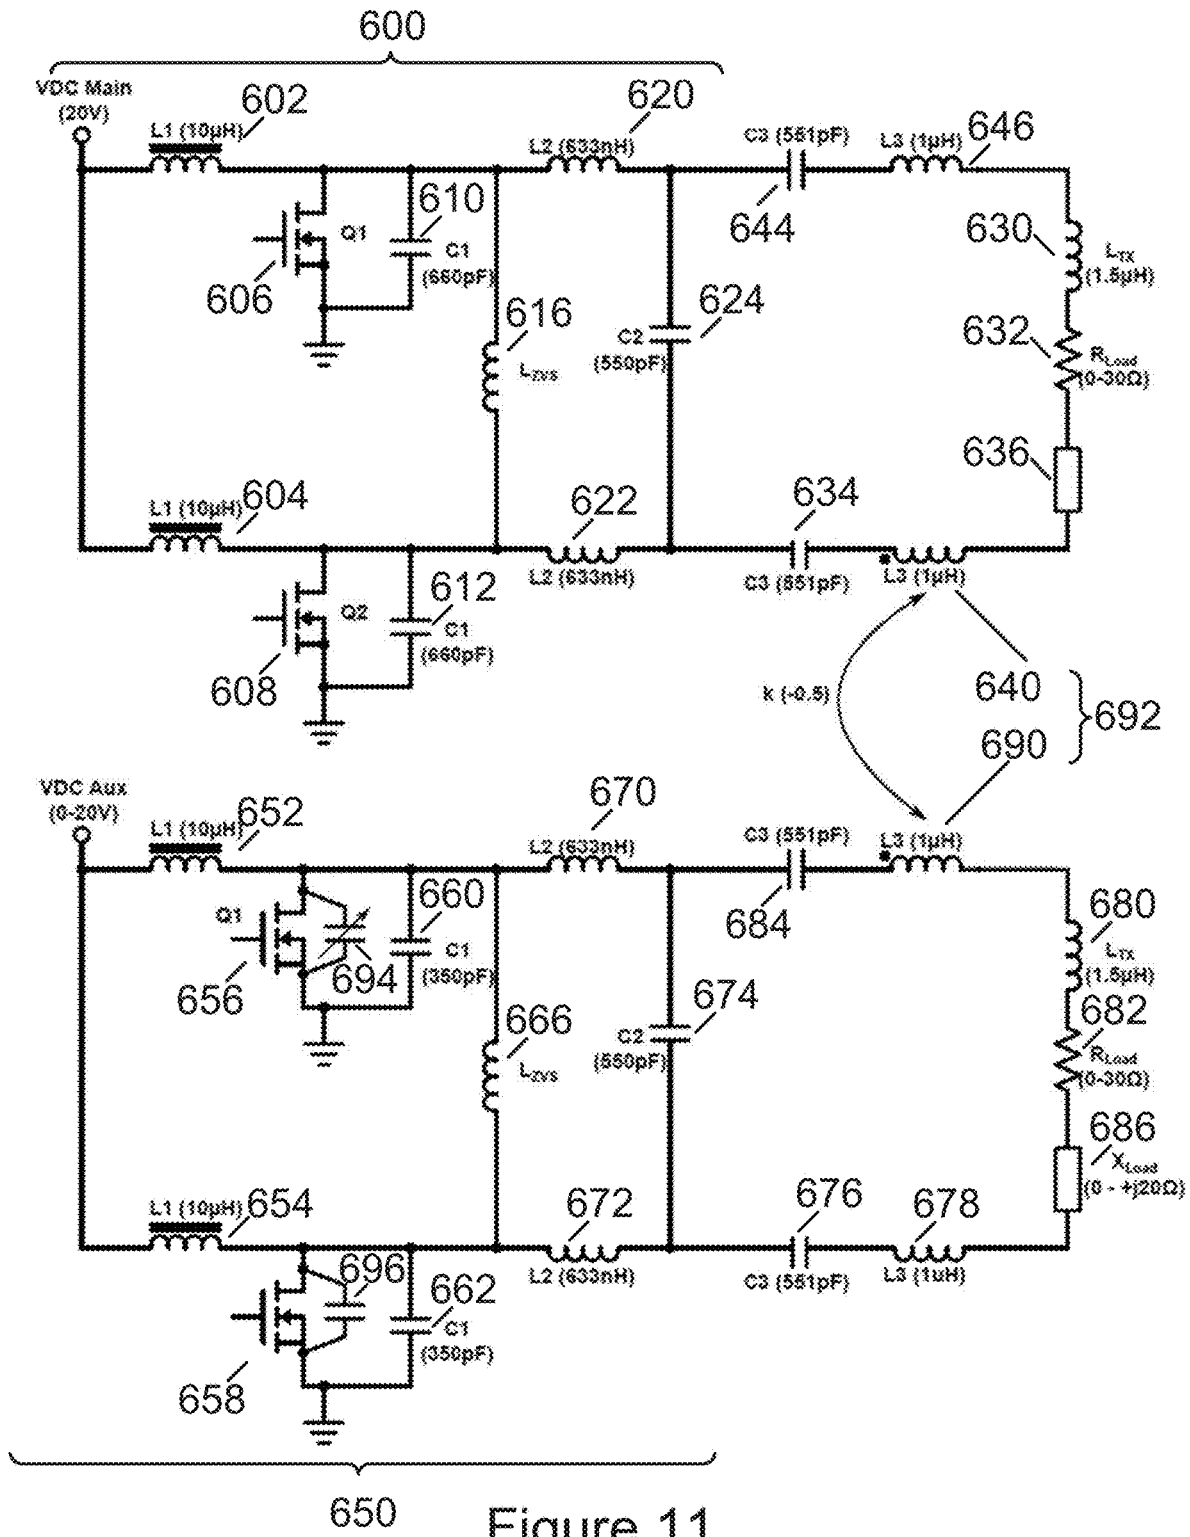 600
VDC Main
(20V)
602
L1 (10µH)
620
L2 (633nH)
C3 (551pF)
L3 (1µH)
646
606
Q1
610
C1
(660pF)
616
LZVS
624
C2
(550pF)
644
630
LTX
(1.5µH)
632
RLoad
(0-30Ω)
636
604
L1 (10µH)
622
L2 (633nH)
634
C3 (551pF)
L3 (1µH)
608
Q2
612
C1
(660pF)
k (-0.5)
640
690
692
VDC Aux
(0-20V)
652
L1 (10µH)
670
L2 (633nH)
C3 (551pF)
L3 (1µH)
Q1
656
694
660
C1
(350pF)
666
LZVS
674
C2
(550pF)
684
680
LTX
(1.5µH)
682
RLoad
(0-30Ω)
686
XLoad
(0 - +j20Ω)
654
L1 (10µH)
672
L2 (633nH)
676
C3 (551pF)
678
L3 (1uH)
658
696
662
C1
(350pF)
650
Figure 11